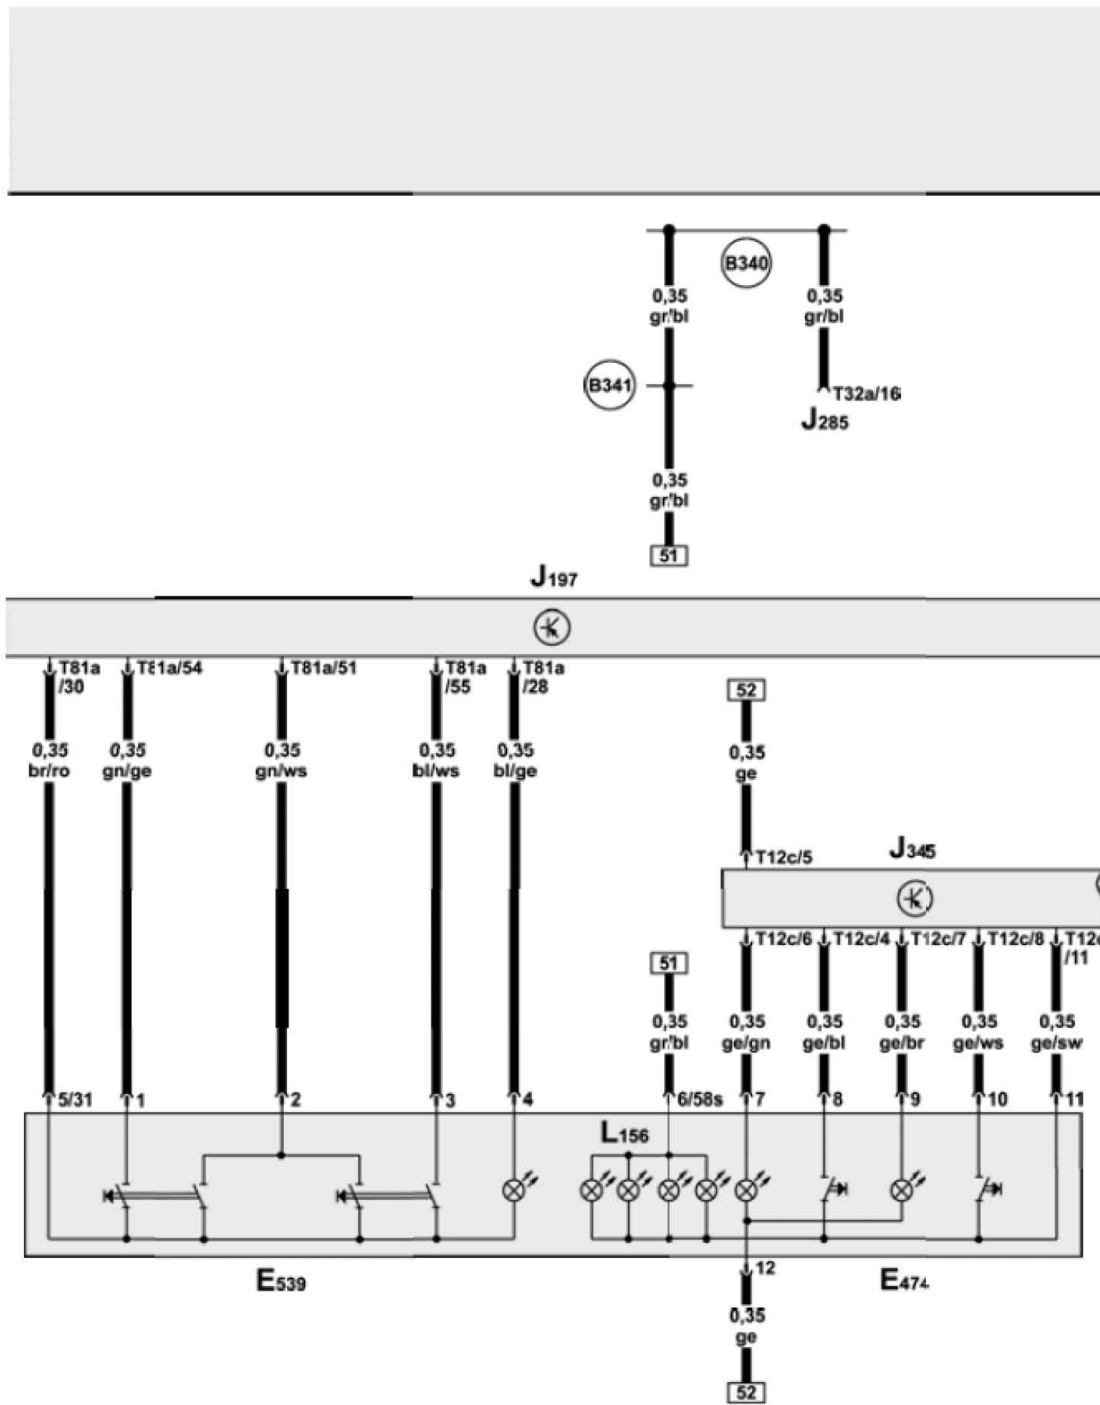 B340
0,35
gr/bl
0,35
gr/bl
B341
T32a/16
J285
0,35
gr/bl
51
J197
T81a
/30
T81a/54
T81a/51
T81a
/55
T81a
/28
52
0,35
br/ro
0,35
gn/ge
0,35
gn/ws
0,35
bl/ws
0,35
bl/ge
0,35
ge
T12c/5
J345
T12c/6
T12c/4
T12c/7
T12c/8
T12c
/11
51
0,35
gr/bl
0,35
ge/gn
0,35
ge/bl
0,35
ge/br
0,35
ge/ws
0,35
ge/sw
5/31
1
2
3
4
6/58s
7
8
9
10
11
L156
12
E539
E474
0,35
ge
52